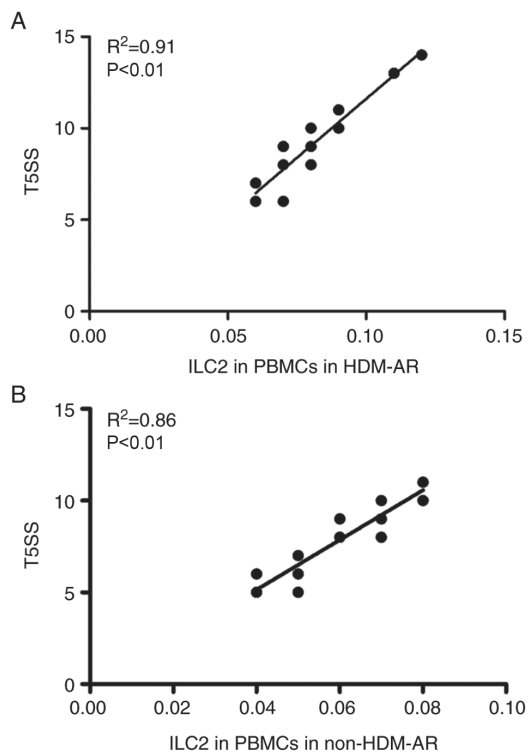 A
R²=0.91
P<0.01
15
10
5
0
T5SS
0.00 0.05 0.10 0.15
ILC2 in PBMCs in HDM-AR
B
R²=0.86
P<0.01
15
10
5
0
T5SS
0.00 0.02 0.04 0.06 0.08 0.10
ILC2 in PBMCs in non-HDM-AR